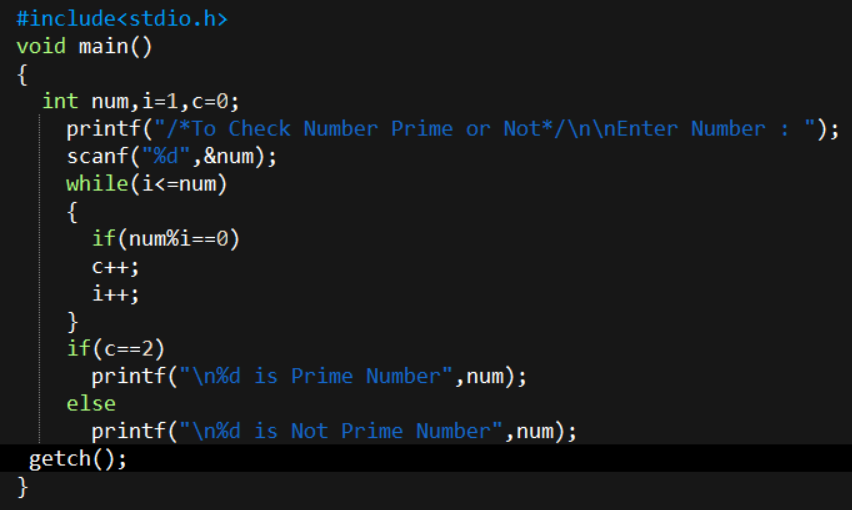 #include<stdio.h>
void main()
{
int num,i=1,c=0;
printf("/*To Check Number Prime or Not*/\n\nEnter Number : ");
scanf("%d",&num);
while(i<=num)
{
if(num%i==0)
c++;
i++;
}
if(c==2)
printf("\n%d is Prime Number",num);
else
printf("\n%d is Not Prime Number",num);
getch();
}